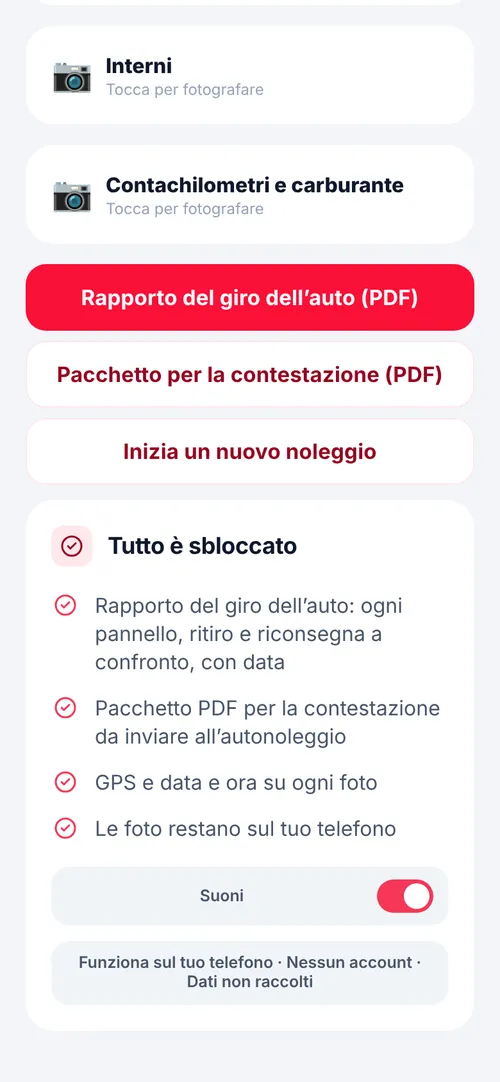 Interni
Tocca per fotografare
Contachilometri e carburante
Tocca per fotografare
Rapporto del giro dell’auto (PDF)
Pacchetto per la contestazione (PDF)
Inizia un nuovo noleggio
Tutto è sbloccato
Rapporto del giro dell’auto: ogni
pannello, ritiro e riconsegna a
confronto, con data
Pacchetto PDF per la contestazione
da inviare all’autonoleggio
GPS e data e ora su ogni foto
Le foto restano sul tuo telefono
Suoni
Funziona sul tuo telefono · Nessun account ·
Dati non raccolti